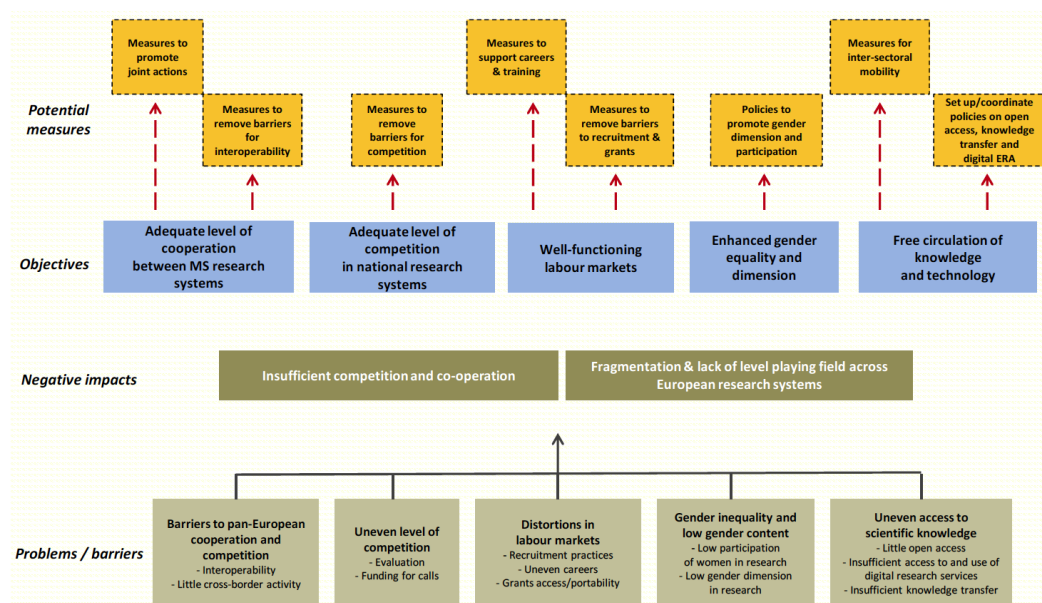 Potential
measures
Measures to
promote
joint actions
Measures to
remove barriers
for
interoperability
Measures to
remove
barriers for
competition
Measures to
support careers
& training
Measures to
remove barriers
to recruitment &
grants
Policies to
promote gender
dimension and
participation
Measures for
inter-sectoral
mobility
Set up/coordinate
policies on open
access, knowledge
transfer and
digital ERA
Objectives
Adequate level of
cooperation
between MS research
systems
Adequate level of
competition
in national research
systems
Well-functioning
labour markets
Enhanced gender
equality and
dimension
Free circulation of
knowledge
and technology
Negative impacts
Insufficient competition and co-operation
Fragmentation & lack of level playing field across
European research systems
Problems / barriers
Barriers to pan-European
cooperation and
competition
- Interoperability
- Little cross-border activity
Uneven level of
competition
- Evaluation
- Funding for calls
Distortions in
labour markets
- Recruitment practices
- Uneven careers
- Grants access/portability
Gender inequality and
low gender content
- Low participation
of women in research
- Low gender dimension
in research
Uneven access to
scientific knowledge
- Little open access
- Insufficient access to and use of
digital research services
- Insufficient knowledge transfer